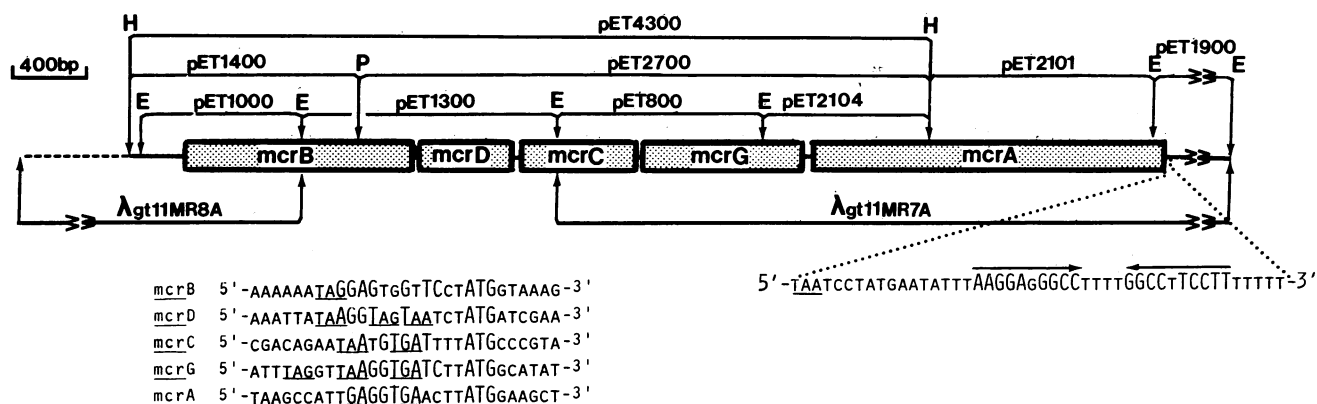 H pET4300 H
400bp pET1400 P pET2700 pET2101 E pET1900 E
E pET1000 E pET1300 E pET800 E pET2104
mcrB mcrD mcrC mcrG mcrA
λgt11MR8A λgt11MR7A
5'-TAATCCTATGAATATTTAAGGAGGGCCTTTTGGCCTTCCTTTTTTTT-3'
mcrB 5'-AAAAAATAGGAGTGGTTCCTATGGTAAAG-3'
mcrD 5'-AAATTATAAGGTAGTAATCTATGATCGAA-3'
mcrC 5'-CGACAGAATAATGTGATTTTATGCCCGTA-3'
mcrG 5'-ATTTAGGTTAAGGTGATCTTATGGCATAT-3'
mcrA 5'-TAAGCCATTGAGGTGAACTTATGGAAGCT-3'